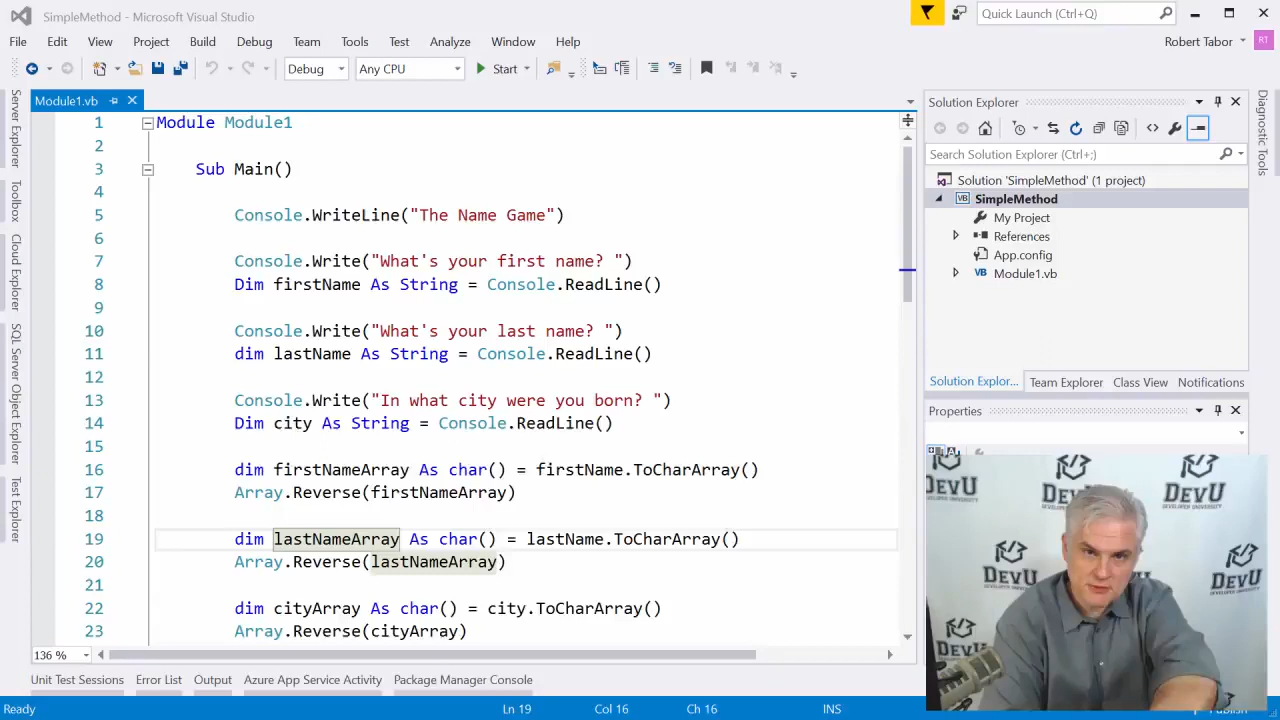 SimpleMethod - Microsoft Visual Studio
Quick Launch (Ctrl+Q)
File Edit View Project Build Debug Team Tools Test Analyze Window Help
Robert Tabor RT
Debug Any CPU Start
Module1.vb
Server Explorer
Toolbox
Cloud Explorer
SQL Server Object Explorer
Test Explorer
1 Module Module1
2
3 Sub Main()
4
5 Console.WriteLine("The Name Game")
6
7 Console.Write("What's your first name? ")
8 Dim firstName As String = Console.ReadLine()
9
10 Console.Write("What's your last name? ")
11 dim lastName As String = Console.ReadLine()
12
13 Console.Write("In what city were you born? ")
14 Dim city As String = Console.ReadLine()
15
16 dim firstNameArray As char() = firstName.ToCharArray()
17 Array.Reverse(firstNameArray)
18
19 dim lastNameArray As char() = lastName.ToCharArray()
20 Array.Reverse(lastNameArray)
21
22 dim cityArray As char() = city.ToCharArray()
23 Array.Reverse(cityArray)
136 %
Solution Explorer
Search Solution Explorer (Ctrl+;)
Solution 'SimpleMethod' (1 project)
VB SimpleMethod
My Project
References
App.config
VB Module1.vb
Solution Explor... Team Explorer Class View Notifications
Properties
Diagnostic Tools
DEVU DEVU DEVU
DEVELOPER UNIVERSITY
DEVU DEVU
DEVU
Unit Test Sessions Error List Output Azure App Service Activity Package Manager Console
Ready Ln 19 Col 16 Ch 16 INS Publish